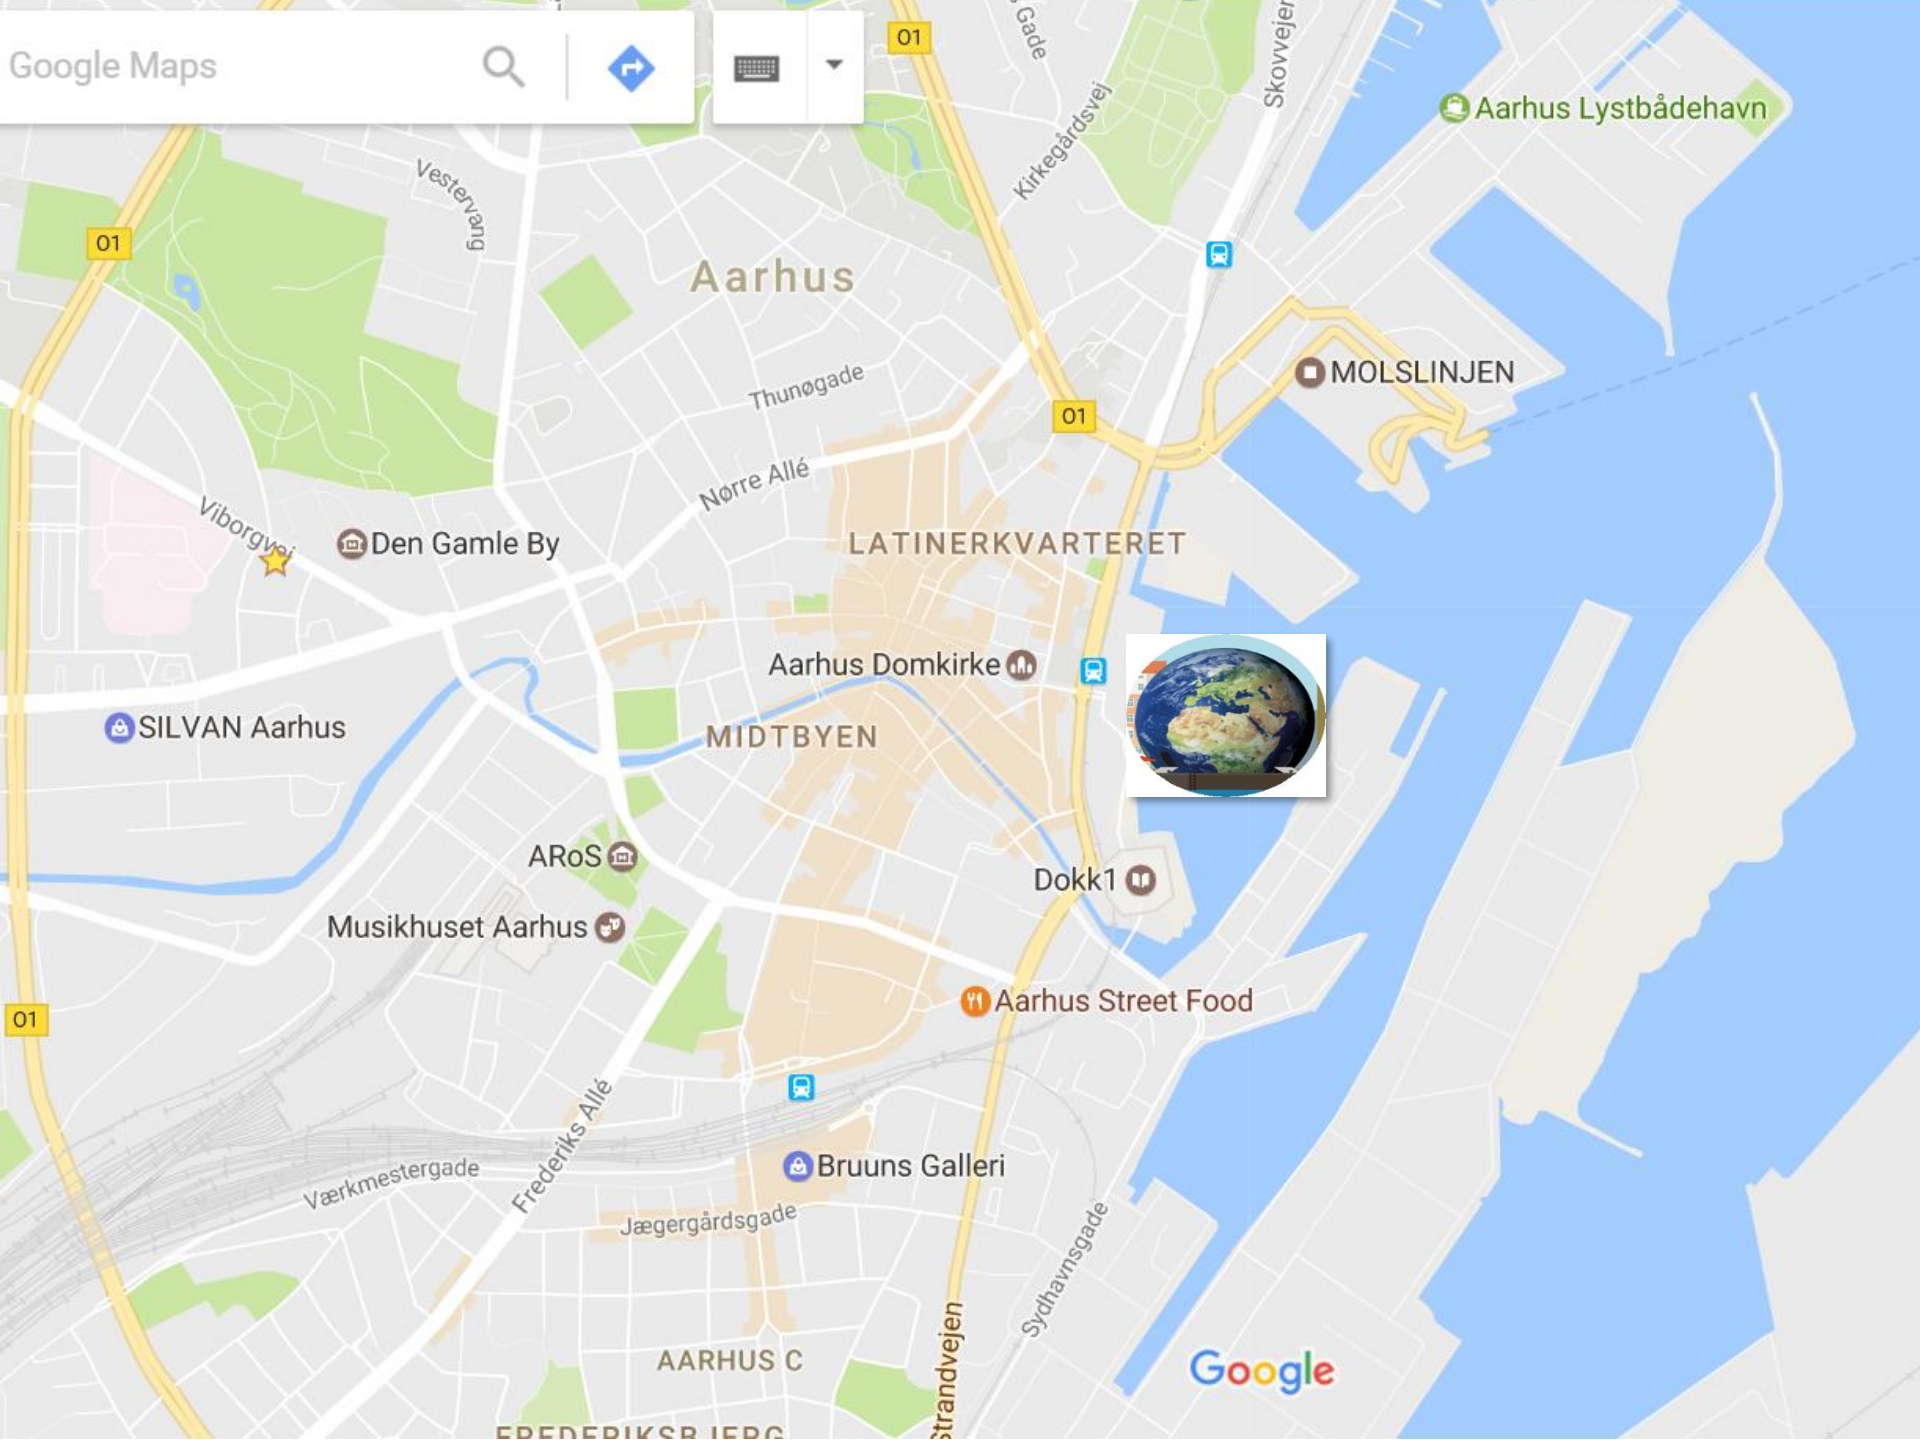 Google Maps
01
Gade
Skovvejen
Kirkegårdsvej
Aarhus Lystbådehavn
Vestervang
01
Aarhus
MOLSLINJEN
Thunøgade
01
Nørre Allé
Viborgvej
Den Gamle By
LATINERKVARTERET
Aarhus Domkirke
SILVAN Aarhus
MIDTBYEN
ARoS
Dokk1
Musikhuset Aarhus
Aarhus Street Food
01
Frederiks Allé
Værkmestergade
Bruuns Galleri
Jægergårdsgade
Sydhavnsgade
Strandvejen
AARHUS C
Google
FREDERIKSBJERG